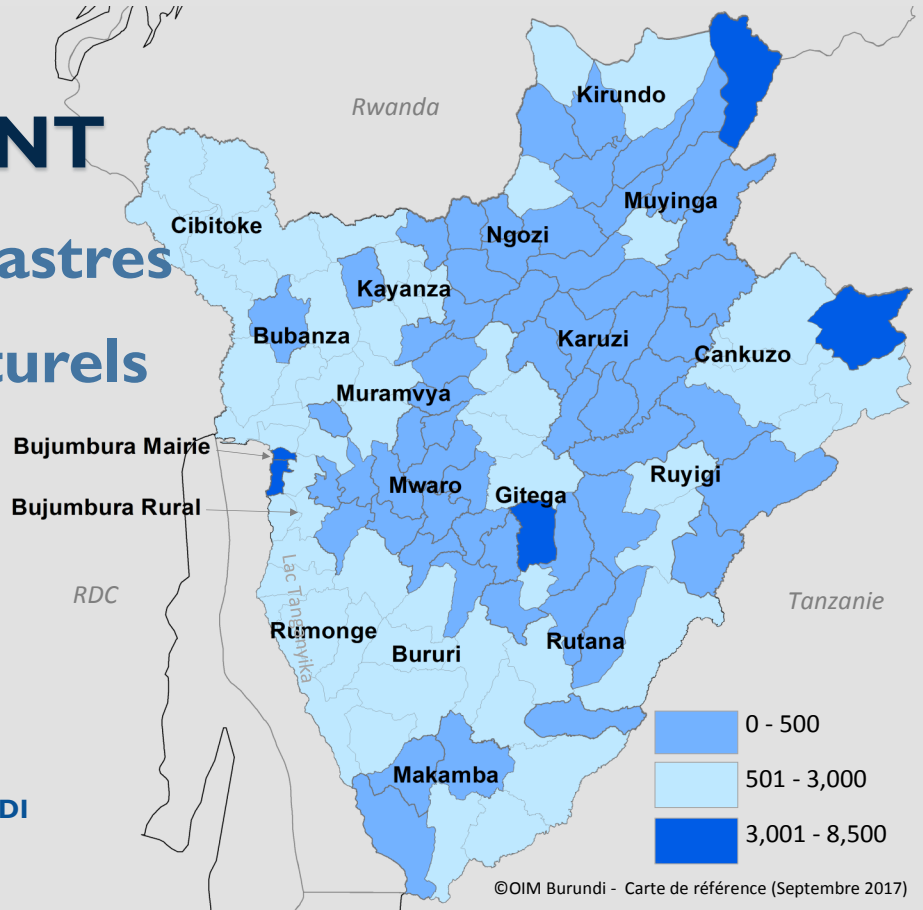 Rwanda
NT
Kirundo
Muyinga
Cibitoke
Ngozi
astres
Kayanza
Bubanza
Karuzi
Cankuzo
turels
Muramvya
Bujumbura Mairie
Mwaro
Gitega
Ruyigi
Bujumbura Rural
Lac Tanganyika
RDC
Tanzanie
Rumonge
Bururi
Rutana
0 - 500
Makamba
501 - 3,000
DI
3,001 - 8,500
©OIM Burundi - Carte de référence (Septembre 2017)